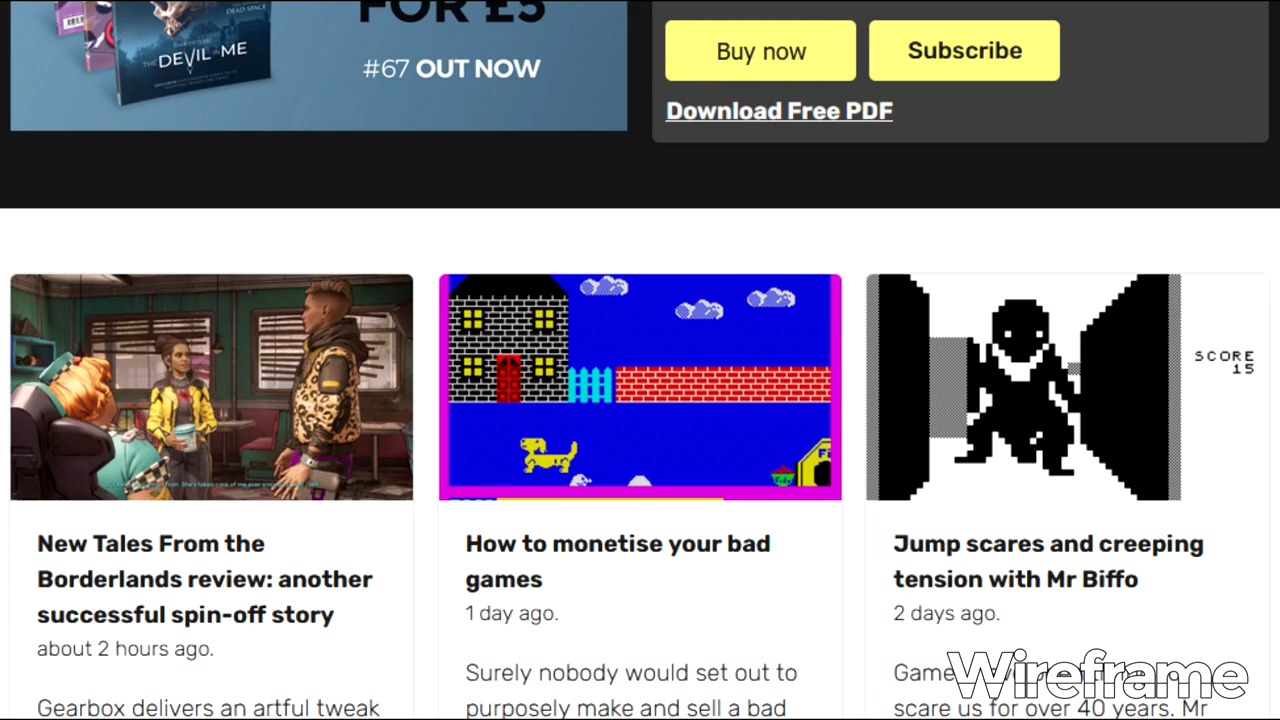 FOR £5
DEAD SPACE
THE DEVIL IN ME
#67 OUT NOW
Buy now
Subscribe
Download Free PDF
SCORE
15
New Tales From the
Borderlands review: another
successful spin-off story
about 2 hours ago.
Gearbox delivers an artful tweak
How to monetise your bad
games
1 day ago.
Surely nobody would set out to
purposely make and sell a bad
Jump scares and creeping
tension with Mr Biffo
2 days ago.
Game
scare us for over 40 years. Mr
Wireframe